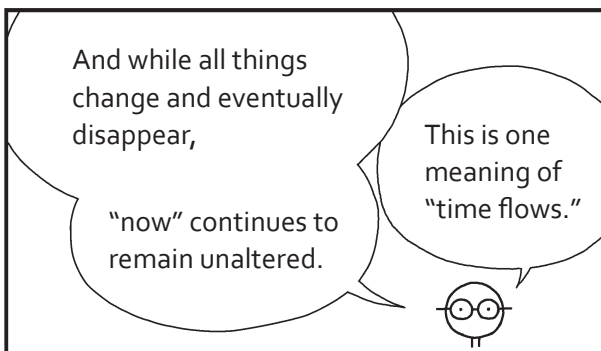 And while all things
change and eventually
disappear,
“now” continues to
remain unaltered.
This is one
meaning of
“time flows.”